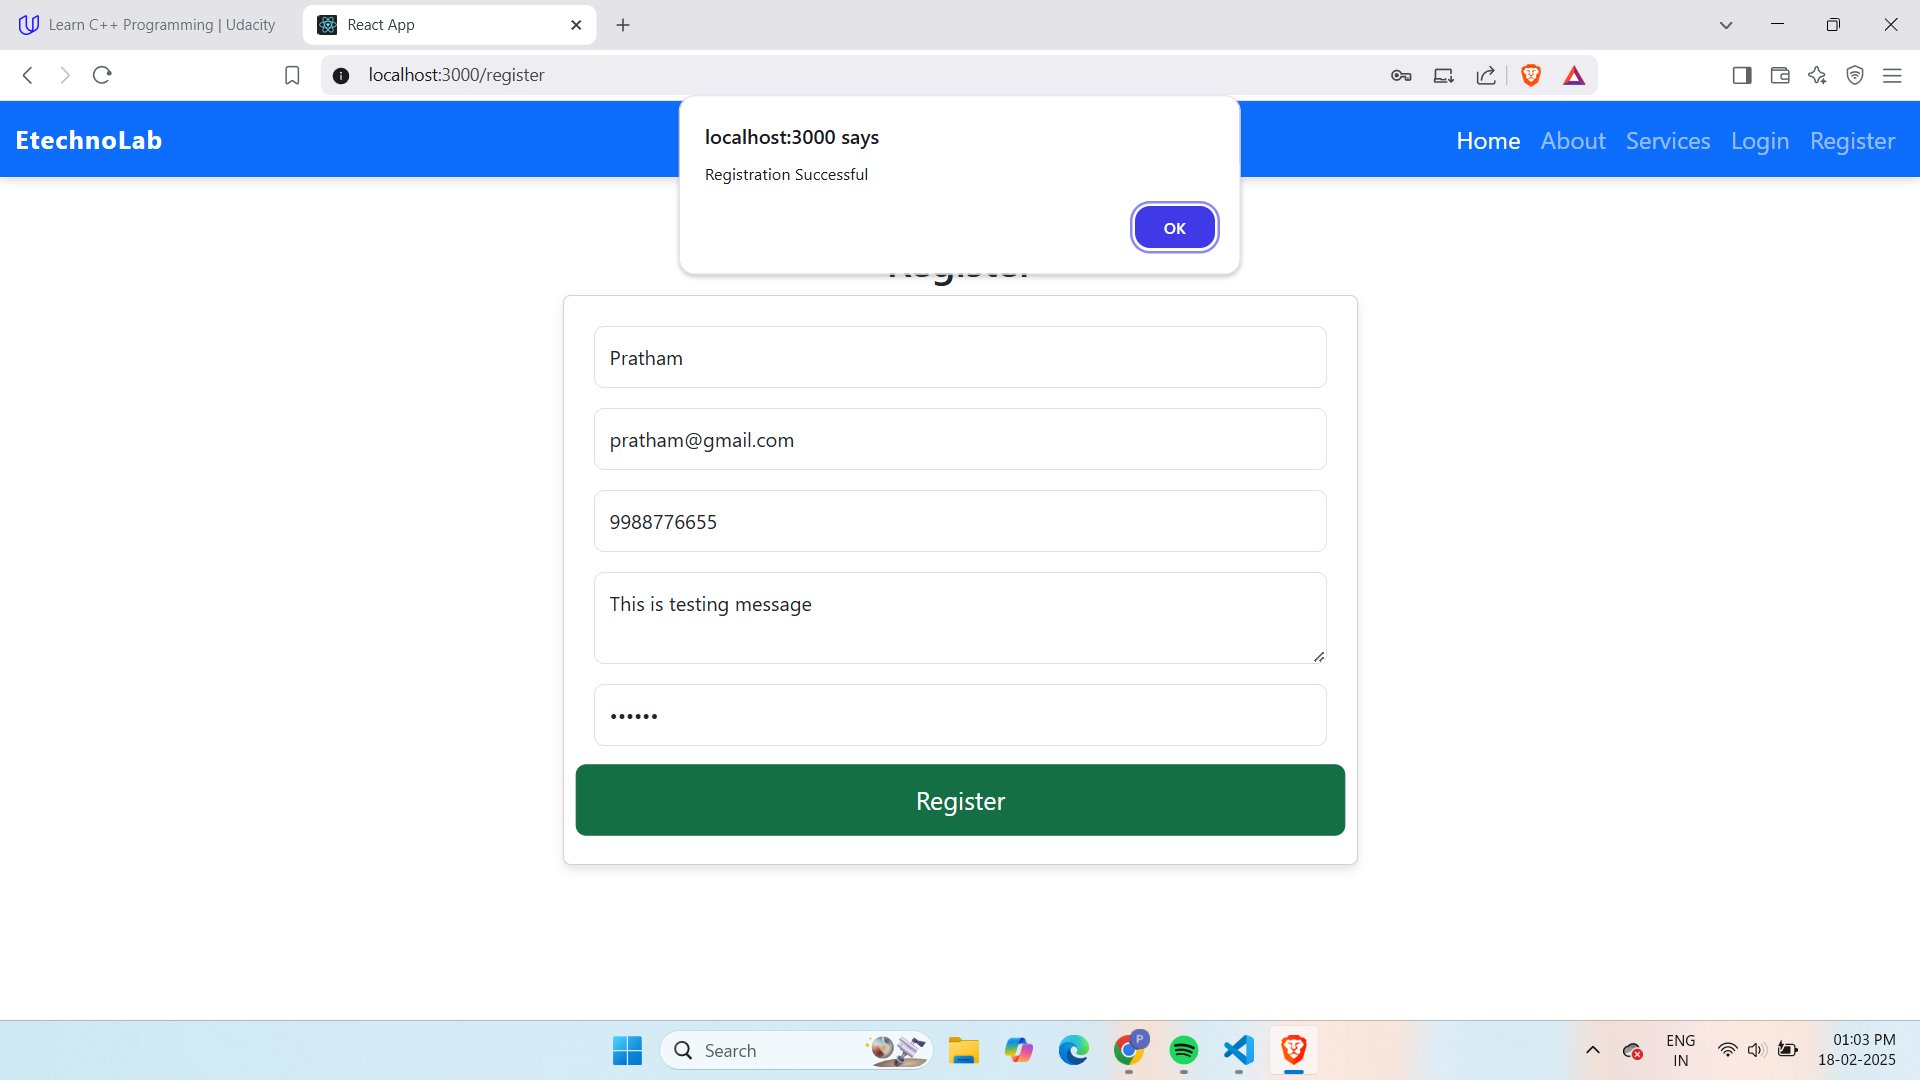 Learn C++ Programming | Udacity
React App
localhost:3000/register
EtechnoLab
Home
About
Services
Login
Register
localhost:3000 says
Registration Successful
OK
Register
Pratham
pratham@gmail.com
9988776655
This is testing message
••••••
Register
Search
P
ENG
IN
01:03 PM
18-02-2025